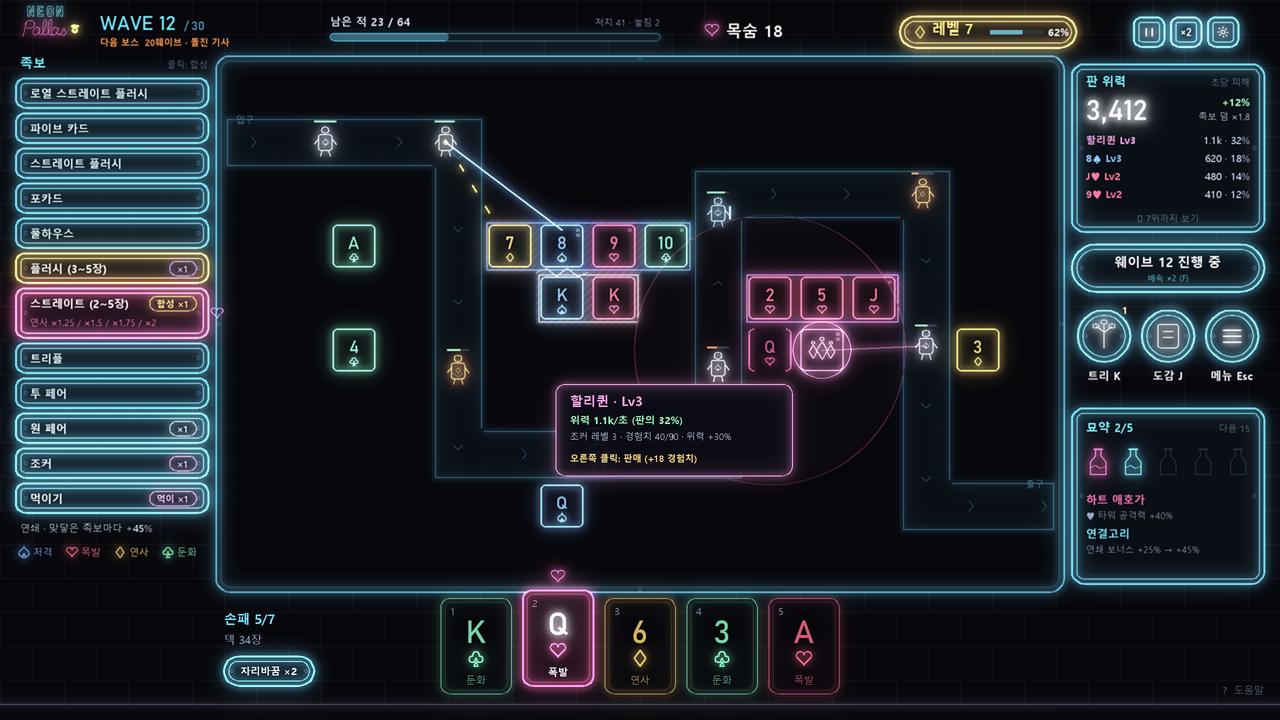 NEON
Pallas
WAVE 12 / 30
다음 보스 20웨이브 · 돌진 기사
남은 적 23 / 64
처치 41 · 놓침 2
목숨 18
레벨 7
62%
×2
족보
클릭: 합성
로열 스트레이트 플러시
파이브 카드
스트레이트 플러시
포카드
풀하우스
플러시 (3~5장)
×1
스트레이트 (2~5장)
합성 ×1
연사 ×1.25 / ×1.5 / ×1.75 / ×2
트리플
투 페어
원 페어
×1
조커
×1
먹이기
먹이 ×1
연쇄 · 맞닿은 족보마다 +45%
저격
폭발
연사
둔화
입구
A
7
8
9
10
K
K
4
2
5
J
Q
3
Q
출구
할리퀸 · Lv3
위력 1.1k/초 (판의 32%)
조커 레벨 3 · 경험치 40/90 · 위력 +30%
오른쪽 클릭: 판매 (+18 경험치)
판 위력
초당 피해
3,412
+12%
족보 덤 ×1.8
할리퀸 Lv3
1.1k · 32%
8♠ Lv3
620 · 18%
J♥ Lv2
480 · 14%
9♥ Lv2
410 · 12%
7위까지 보기
웨이브 12 진행 중
배속 ×2 (F)
1
트리 K
도감 J
메뉴 Esc
묘약 2/5
다음 15
하트 애호가
♥ 타워 공격력 +40%
연결고리
연쇄 보너스 +25% → +45%
손패 5/7
덱 34장
자리바꿈 ×2
1
K
둔화
2
Q
폭발
3
6
연사
4
3
둔화
5
A
폭발
? 도움말